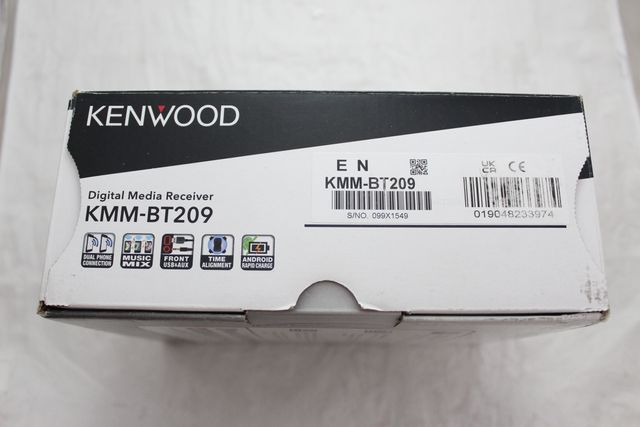 KENWOOD
Digital Media Receiver
KMM-BT209
DUAL PHONE
CONNECTION
MUSIC
MIX
FRONT
USB+AUX
TIME
ALIGNMENT
ANDROID
RAPID CHARGE
E N
KMM-BT209
S/NO. 099X1549
UK
CA
CE
019048233974